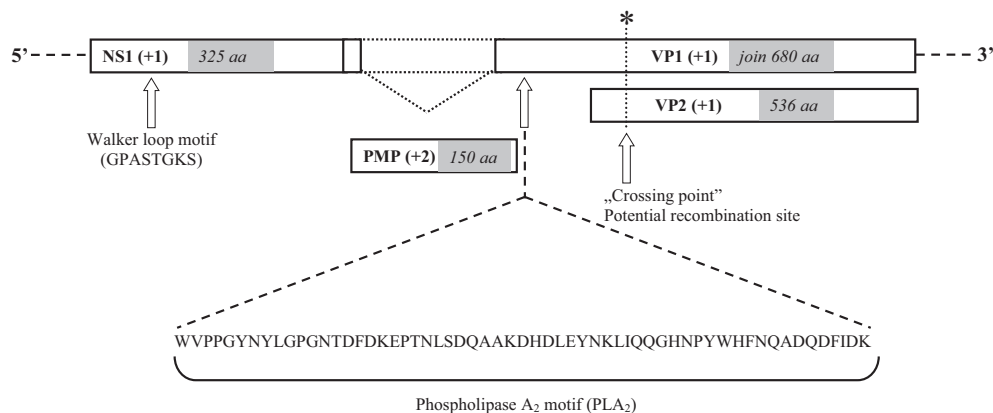 *
5’
NS1 (+1) 325 aa
VP1 (+1) join 680 aa
3’
VP2 (+1) 536 aa
Walker loop motif
(GPASTGKS)
PMP (+2) 150 aa
„Crossing point”
Potential recombination site
WVPPGYNYLGPGNTDFDKEPTNLSDQAAKDHDLEYNKLIQQGHNPYWHFNQADQDFIDK
Phospholipase A2 motif (PLA2)